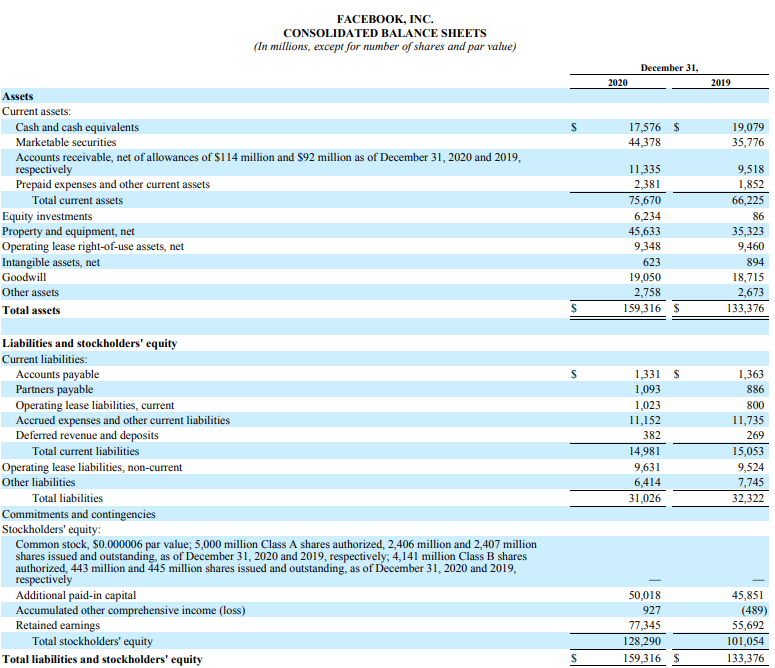 FACEBOOK, INC.
CONSOLIDATED BALANCE SHEETS
(In millions, except for number of shares and par value)
December 31,
2020 2019
Assets
Current assets:
Cash and cash equivalents $ 17,576 $ 19,079
Marketable securities 44,378 35,776
Accounts receivable, net of allowances of $114 million and $92 million as of December 31, 2020 and 2019,
respectively 11,335 9,518
Prepaid expenses and other current assets 2,381 1,852
Total current assets 75,670 66,225
Equity investments 6,234 86
Property and equipment, net 45,633 35,323
Operating lease right-of-use assets, net 9,348 9,460
Intangible assets, net 623 894
Goodwill 19,050 18,715
Other assets 2,758 2,673
Total assets $ 159,316 $ 133,376
Liabilities and stockholders' equity
Current liabilities:
Accounts payable $ 1,331 $ 1,363
Partners payable 1,093 886
Operating lease liabilities, current 1,023 800
Accrued expenses and other current liabilities 11,152 11,735
Deferred revenue and deposits 382 269
Total current liabilities 14,981 15,053
Operating lease liabilities, non-current 9,631 9,524
Other liabilities 6,414 7,745
Total liabilities 31,026 32,322
Commitments and contingencies
Stockholders' equity:
Common stock, $0.000006 par value; 5,000 million Class A shares authorized, 2,406 million and 2,407 million
shares issued and outstanding, as of December 31, 2020 and 2019, respectively; 4,141 million Class B shares
authorized, 443 million and 445 million shares issued and outstanding, as of December 31, 2020 and 2019,
respectively — —
Additional paid-in capital 50,018 45,851
Accumulated other comprehensive income (loss) 927 (489)
Retained earnings 77,345 55,692
Total stockholders' equity 128,290 101,054
Total liabilities and stockholders' equity $ 159,316 $ 133,376